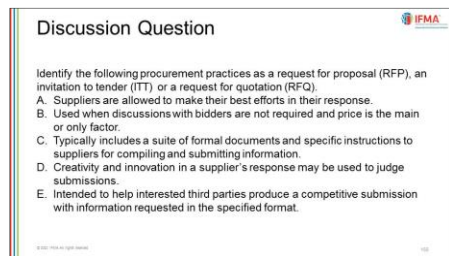 Discussion Question
IFMA
Identify the following procurement practices as a request for proposal (RFP), an
invitation to tender (ITT) or a request for quotation (RFQ).
A. Suppliers are allowed to make their best efforts in their response.
B. Used when discussions with bidders are not required and price is the main
or only factor.
C. Typically includes a suite of formal documents and specific instructions to
suppliers for compiling and submitting information.
D. Creativity and innovation in a supplier's response may be used to judge
submissions.
E. Intended to help interested third parties produce a competitive submission
with information requested in the specified format.